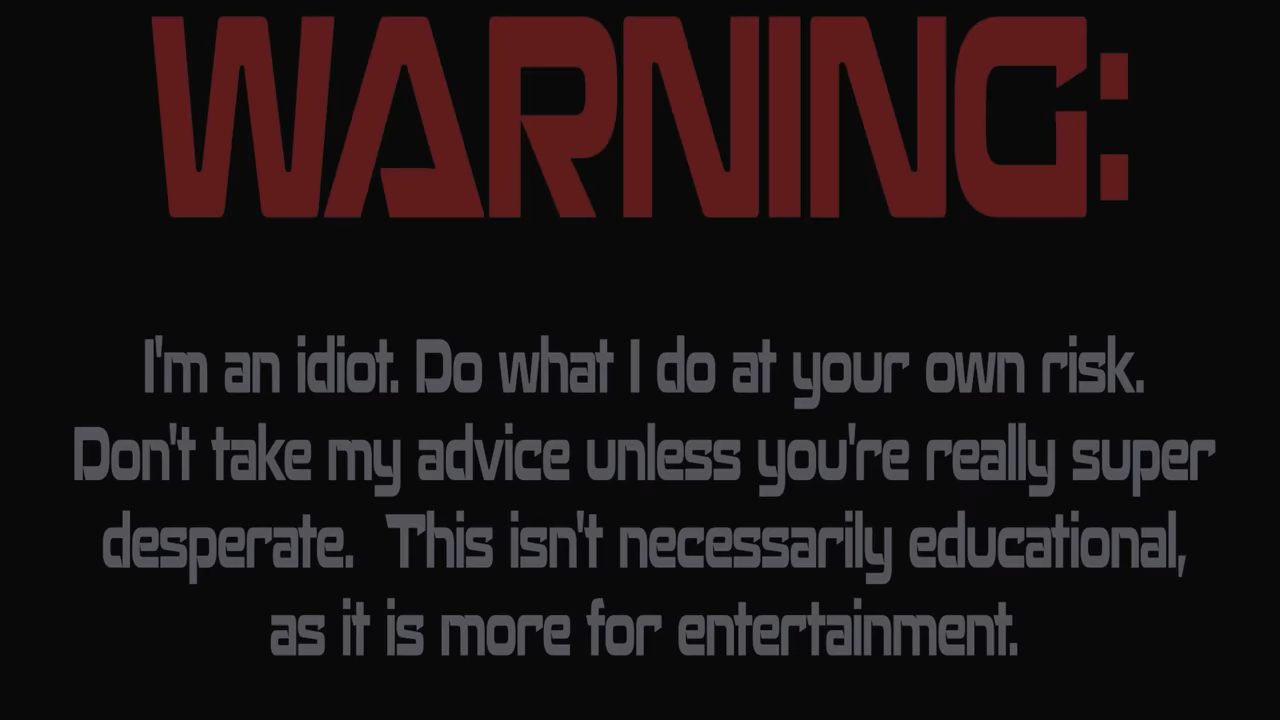 WARNING:
I'm an idiot. Do what I do at your own risk.
Don't take my advice unless you're really super
desperate.  This isn't necessarily educational,
as it is more for entertainment.